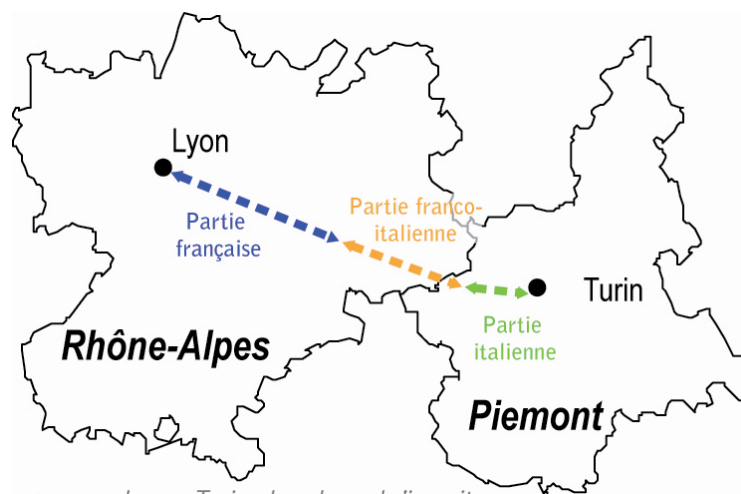 Lyon
Partie franco-
italienne
Partie
française
Turin
Partie
italienne
Rhône-Alpes
Piemont